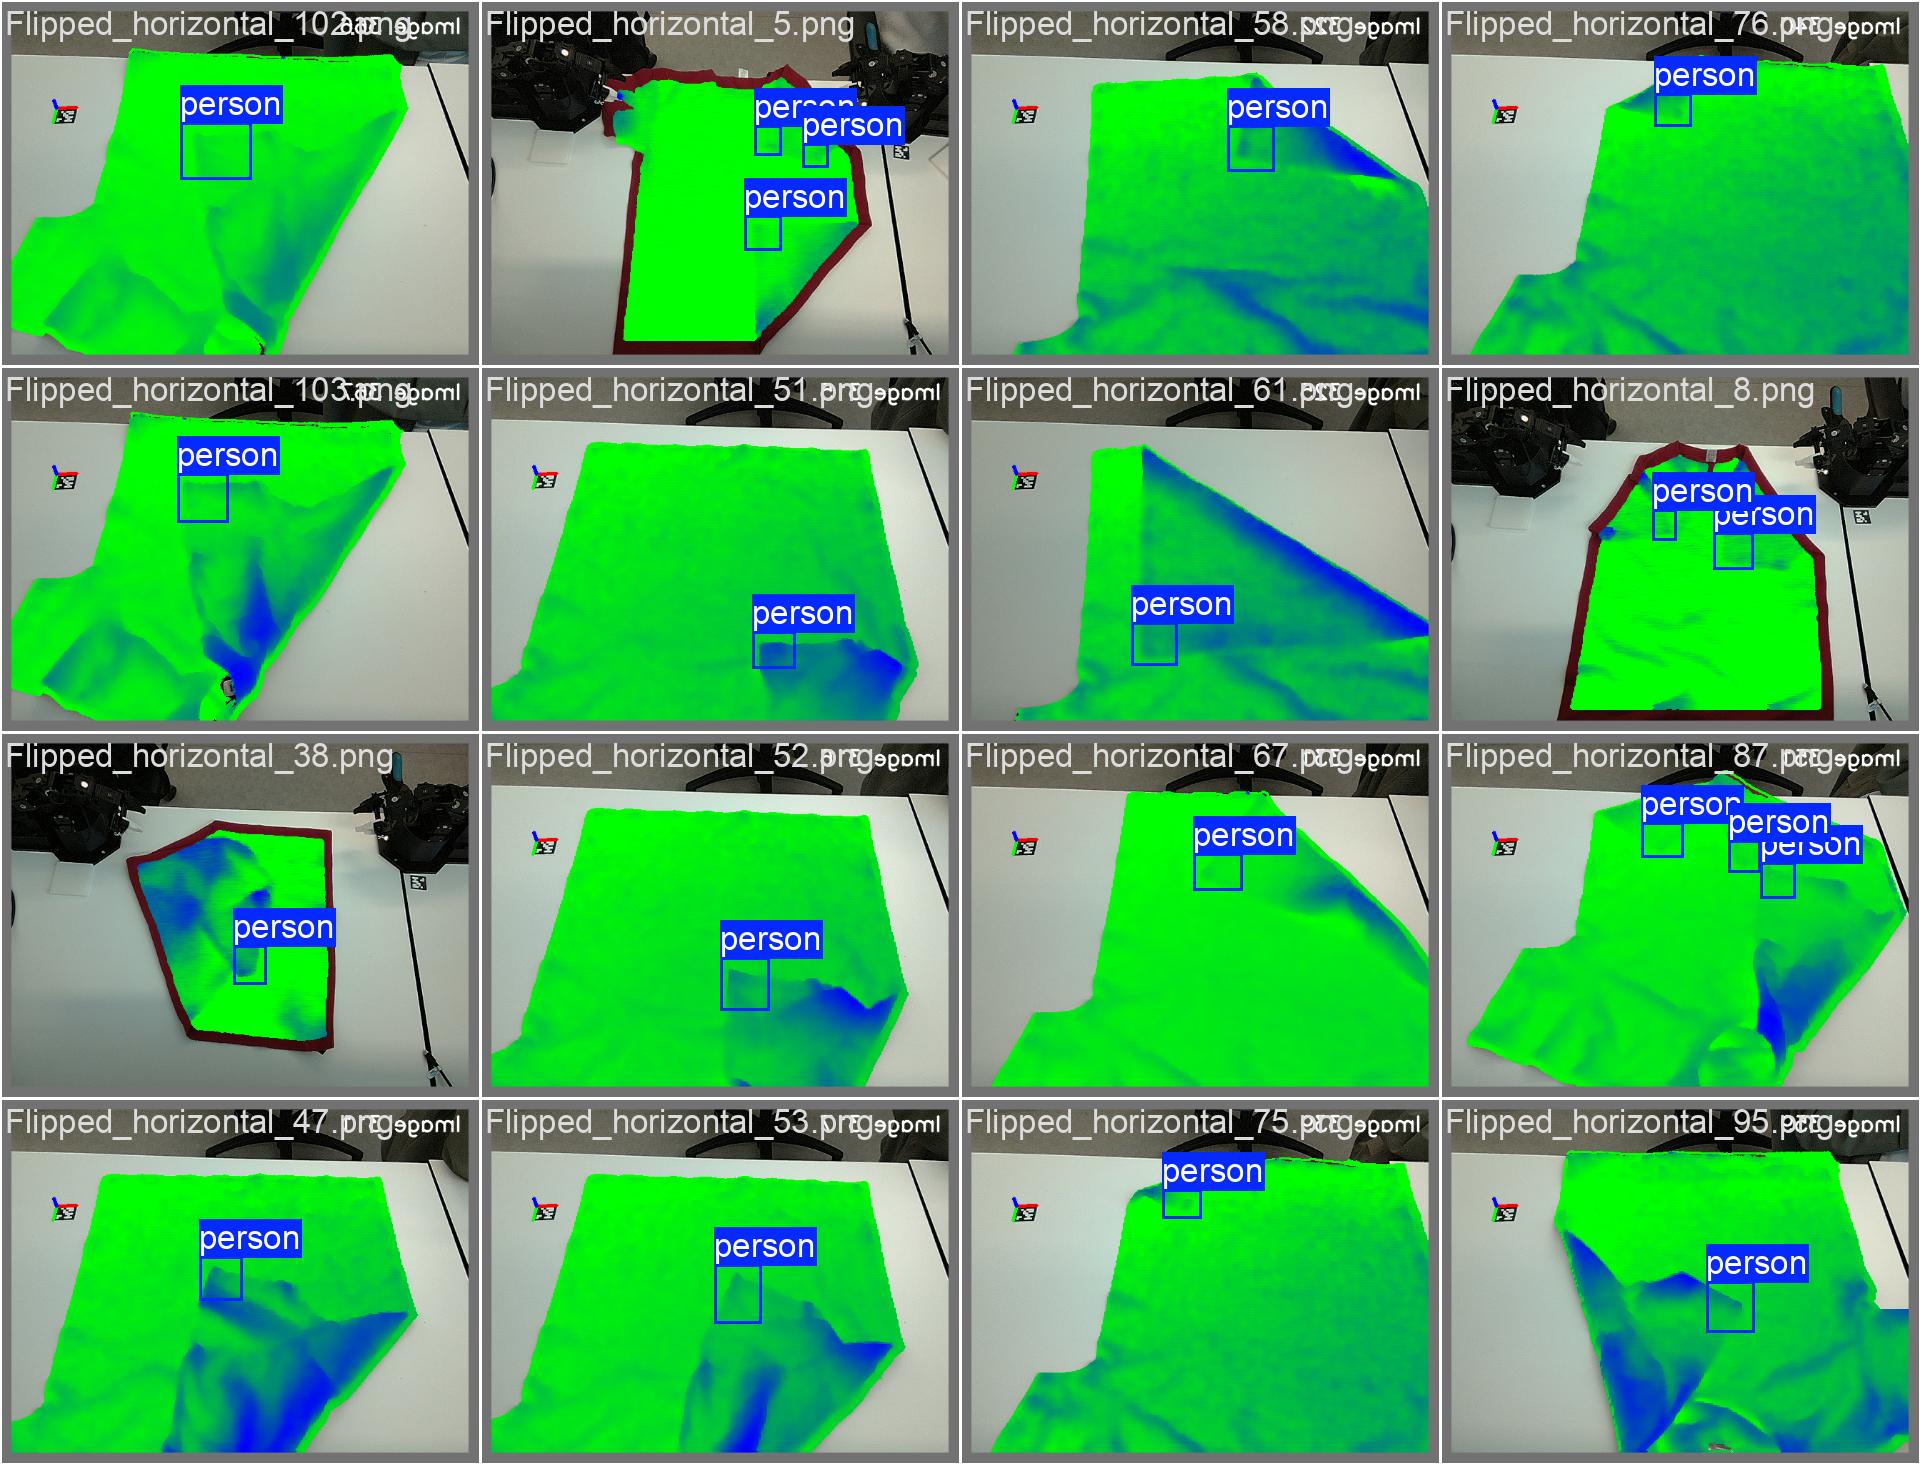 Flipped_horizontal_102.png
person
Flipped_horizontal_5.png
person
person
person
Flipped_horizontal_58.png
person
Flipped_horizontal_76.png
person
Flipped_horizontal_103.png
person
Flipped_horizontal_51.png
person
Flipped_horizontal_61.png
person
Flipped_horizontal_8.png
person
person
Flipped_horizontal_38.png
person
Flipped_horizontal_52.png
person
Flipped_horizontal_67.png
person
Flipped_horizontal_87.png
person
person
person
Flipped_horizontal_47.png
person
Flipped_horizontal_53.png
person
Flipped_horizontal_75.png
person
Flipped_horizontal_95.png
person